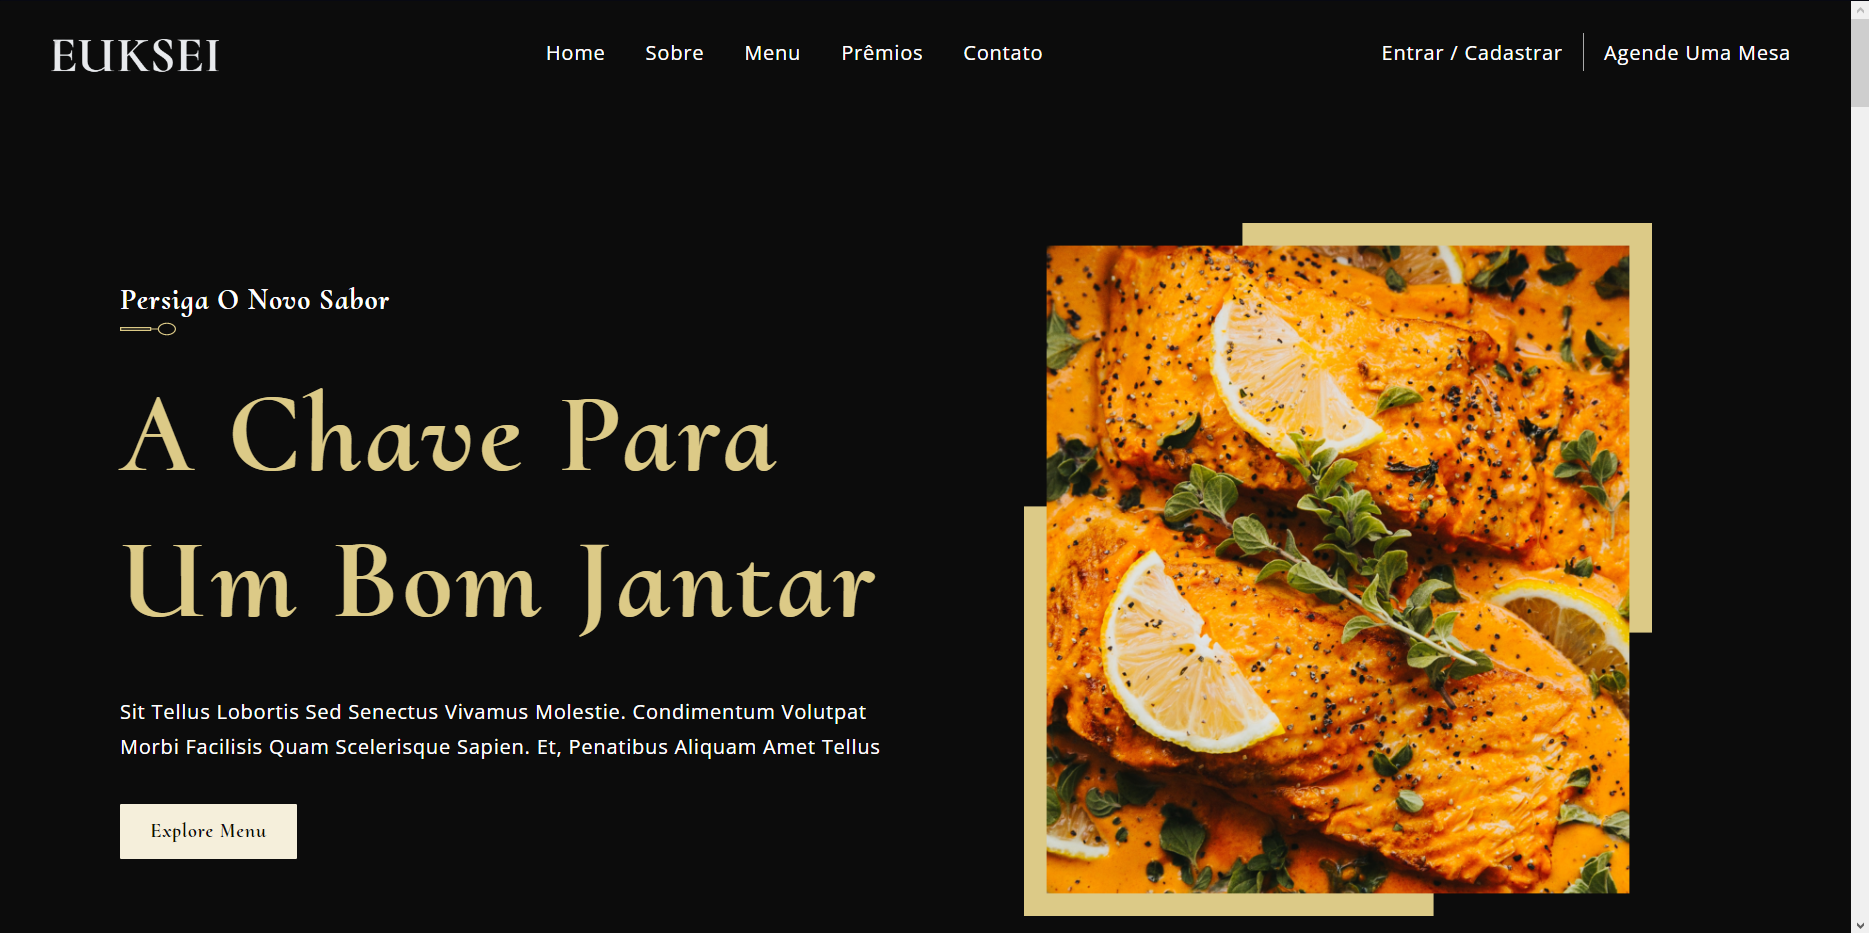 EUKSEI
Home Sobre Menu Prêmios Contato
Entrar / Cadastrar Agende Uma Mesa
Persiga O Novo Sabor
A Chave Para
Um Bom Jantar
Sit Tellus Lobortis Sed Senectus Vivamus Molestie. Condimentum Volutpat
Morbi Facilisis Quam Scelerisque Sapien. Et, Penatibus Aliquam Amet Tellus
Explore Menu